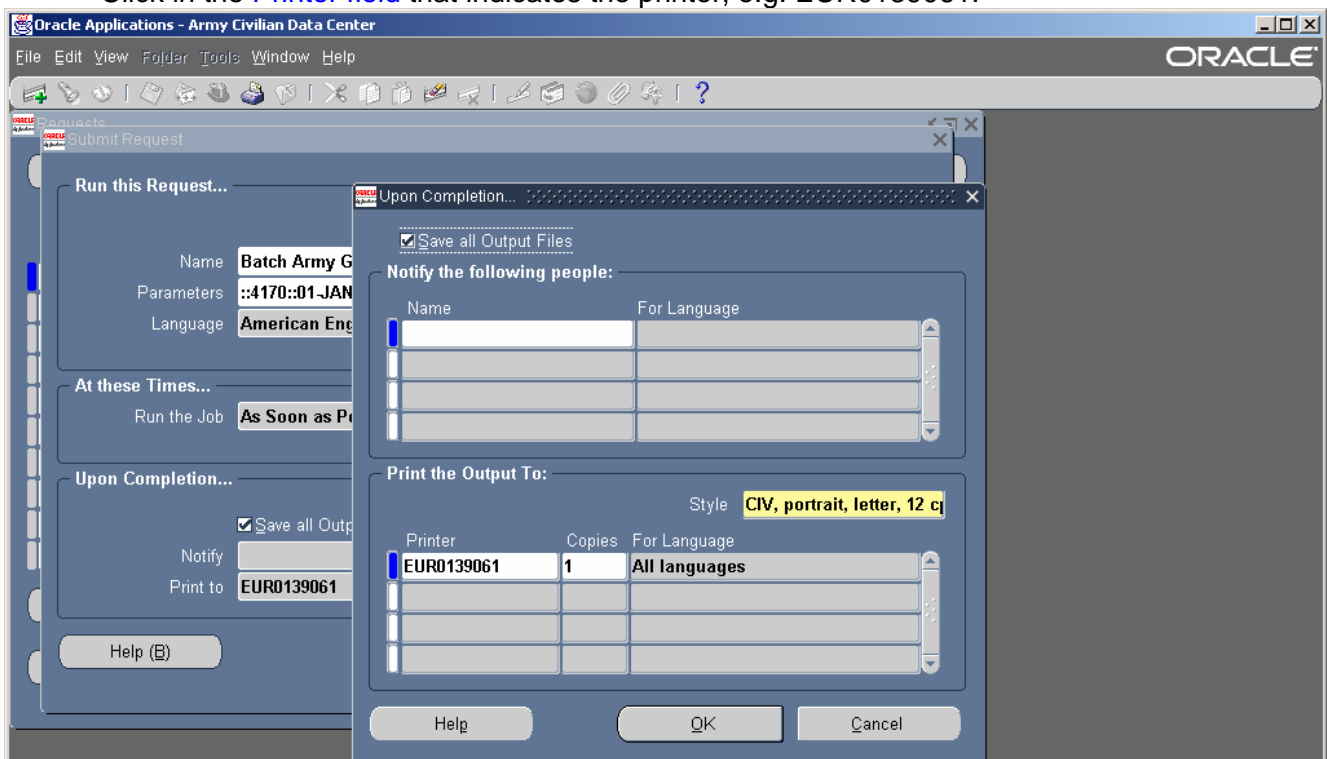 Click in the Printer field that indicates the printer, e.g. EUR0139061.
Oracle Applications - Army Civilian Data Center
File Edit View Folder Tools Window Help
ORACLE
Requests
Submit Request
Run this Request...
Name Batch Army G
Parameters ::4170::01-JAN
Language American Eng
At these Times...
Run the Job As Soon as Po
Upon Completion...
Save all Outp
Notify
Print to EUR0139061
Help (B)
Upon Completion...
Save all Output Files
Notify the following people:
Name For Language
Print the Output To:
Style CIV, portrait, letter, 12 cp
Printer Copies For Language
EUR0139061 1 All languages
Help OK Cancel